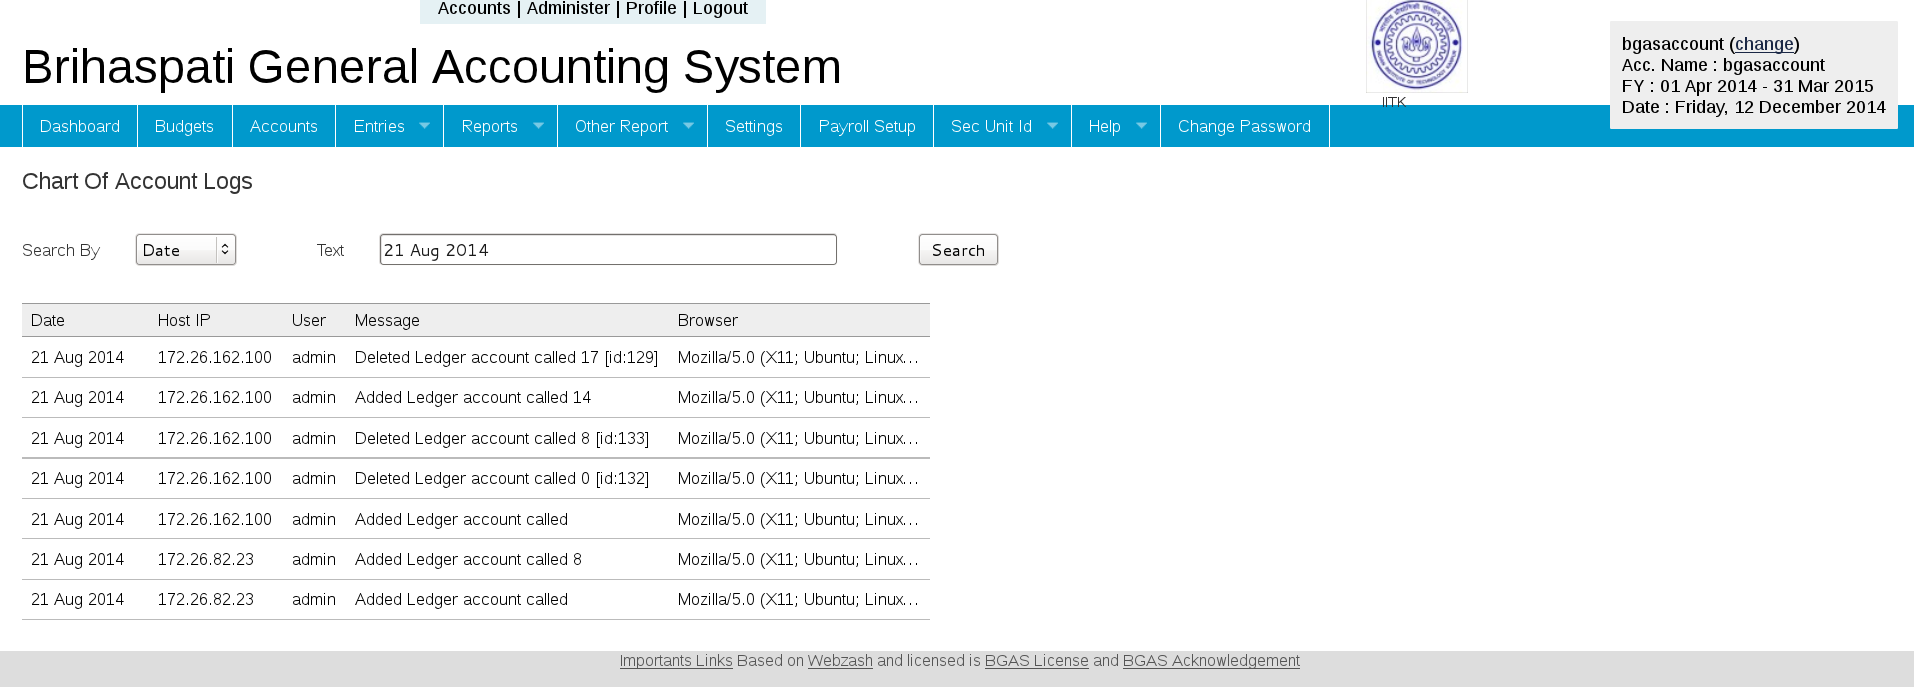 Accounts | Administer | Profile | Logout
Brihaspati General Accounting System
IITK
bgasaccount (change)
Acc. Name : bgasaccount
FY : 01 Apr 2014 - 31 Mar 2015
Date : Friday, 12 December 2014
Dashboard Budgets Accounts Entries Reports Other Report Settings Payroll Setup Sec Unit Id Help Change Password
Chart Of Account Logs
Search By Date Text 21 Aug 2014 Search
Date Host IP User Message Browser
21 Aug 2014 172.26.162.100 admin Deleted Ledger account called 17 [id:129] Mozilla/5.0 (X11; Ubuntu; Linux...
21 Aug 2014 172.26.162.100 admin Added Ledger account called 14 Mozilla/5.0 (X11; Ubuntu; Linux...
21 Aug 2014 172.26.162.100 admin Deleted Ledger account called 8 [id:133] Mozilla/5.0 (X11; Ubuntu; Linux...
21 Aug 2014 172.26.162.100 admin Deleted Ledger account called 0 [id:132] Mozilla/5.0 (X11; Ubuntu; Linux...
21 Aug 2014 172.26.162.100 admin Added Ledger account called Mozilla/5.0 (X11; Ubuntu; Linux...
21 Aug 2014 172.26.82.23 admin Added Ledger account called 8 Mozilla/5.0 (X11; Ubuntu; Linux...
21 Aug 2014 172.26.82.23 admin Added Ledger account called Mozilla/5.0 (X11; Ubuntu; Linux...
Importants Links Based on Webzash and licensed is BGAS License and BGAS Acknowledgement